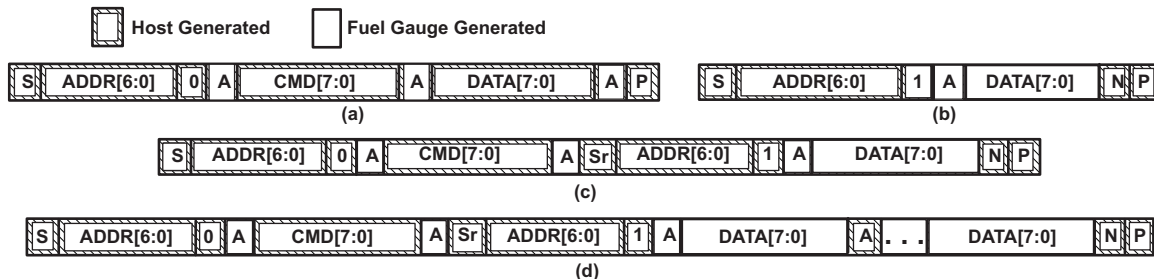 Host Generated Fuel Gauge Generated
S ADDR[6:0] 0 A CMD[7:0] A DATA[7:0] A P S ADDR[6:0] 1 A DATA[7:0] N P
(a) (b)
S ADDR[6:0] 0 A CMD[7:0] A Sr ADDR[6:0] 1 A DATA[7:0] N P
(c)
S ADDR[6:0] 0 A CMD[7:0] A Sr ADDR[6:0] 1 A DATA[7:0] A ... DATA[7:0] N P
(d)